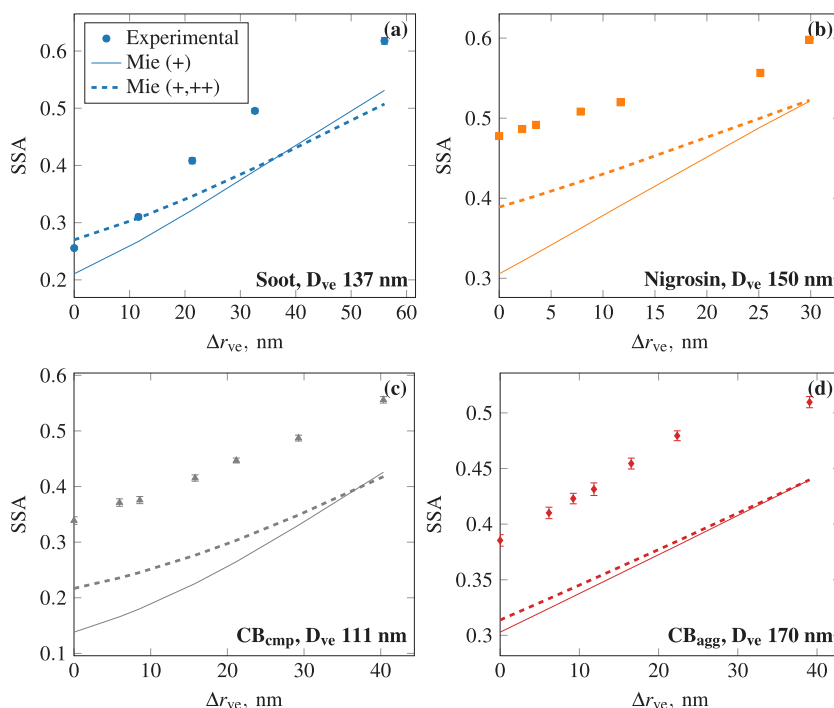 (a)
Experimental
Mie (+)
Mie (+,++)
0.6
0.5
0.4
0.3
0.2
SSA
Soot, Dve 137 nm
0 10 20 30 40 50 60
Δrve, nm
(b)
0.6
0.5
0.4
0.3
SSA
Nigrosin, Dve 150 nm
0 5 10 15 20 25 30
Δrve, nm
(c)
0.6
0.5
0.4
0.3
0.2
0.1
SSA
CBcmp, Dve 111 nm
0 10 20 30 40
Δrve, nm
(d)
0.5
0.45
0.4
0.35
0.3
SSA
CBagg, Dve 170 nm
0 10 20 30 40
Δrve, nm